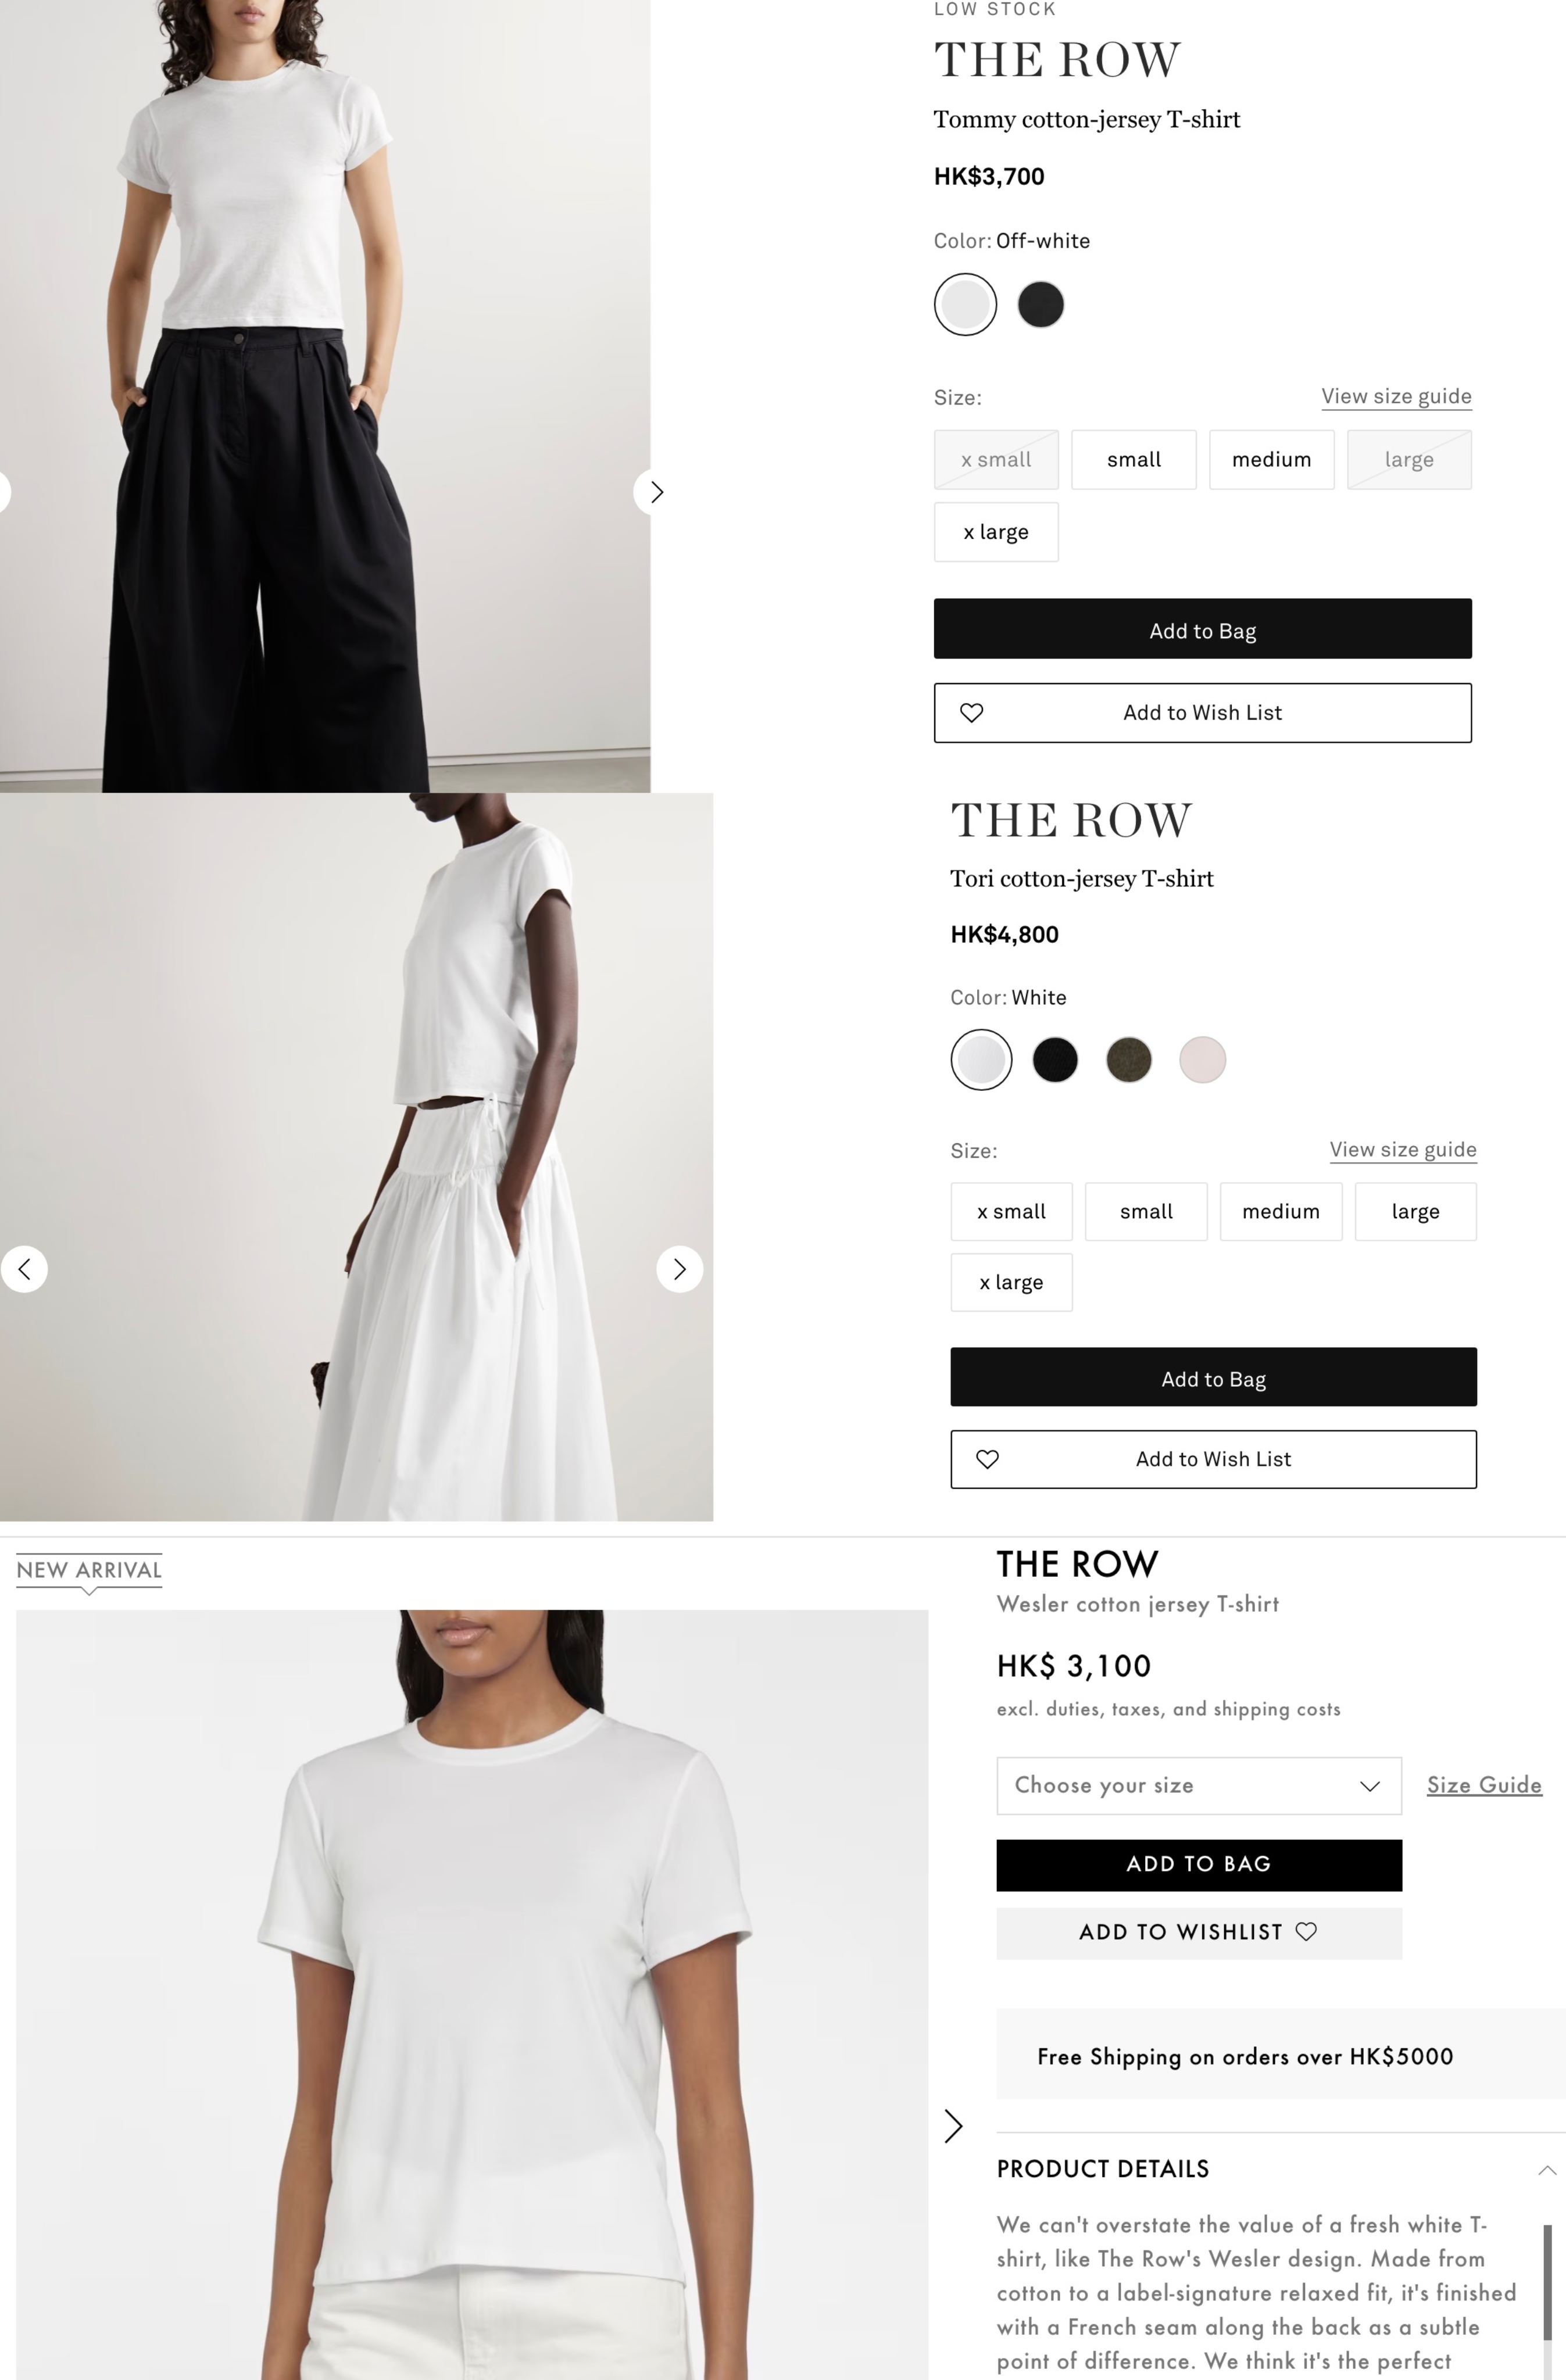 LOW STOCK
THE ROW
Tommy cotton-jersey T-shirt
HK$3,700
Color: Off-white
Size: View size guide
x small small medium large
x large
Add to Bag
Add to Wish List
THE ROW
Tori cotton-jersey T-shirt
HK$4,800
Color: White
Size: View size guide
x small small medium large
x large
Add to Bag
Add to Wish List
NEW ARRIVAL
THE ROW
Wesler cotton jersey T-shirt
HK$ 3,100
excl. duties, taxes, and shipping costs
Choose your size Size Guide
ADD TO BAG
ADD TO WISHLIST
Free Shipping on orders over HK$5000
PRODUCT DETAILS
We can't overstate the value of a fresh white T-
shirt, like The Row's Wesler design. Made from
cotton to a label-signature relaxed fit, it's finished
with a French seam along the back as a subtle
point of difference. We think it's the perfect